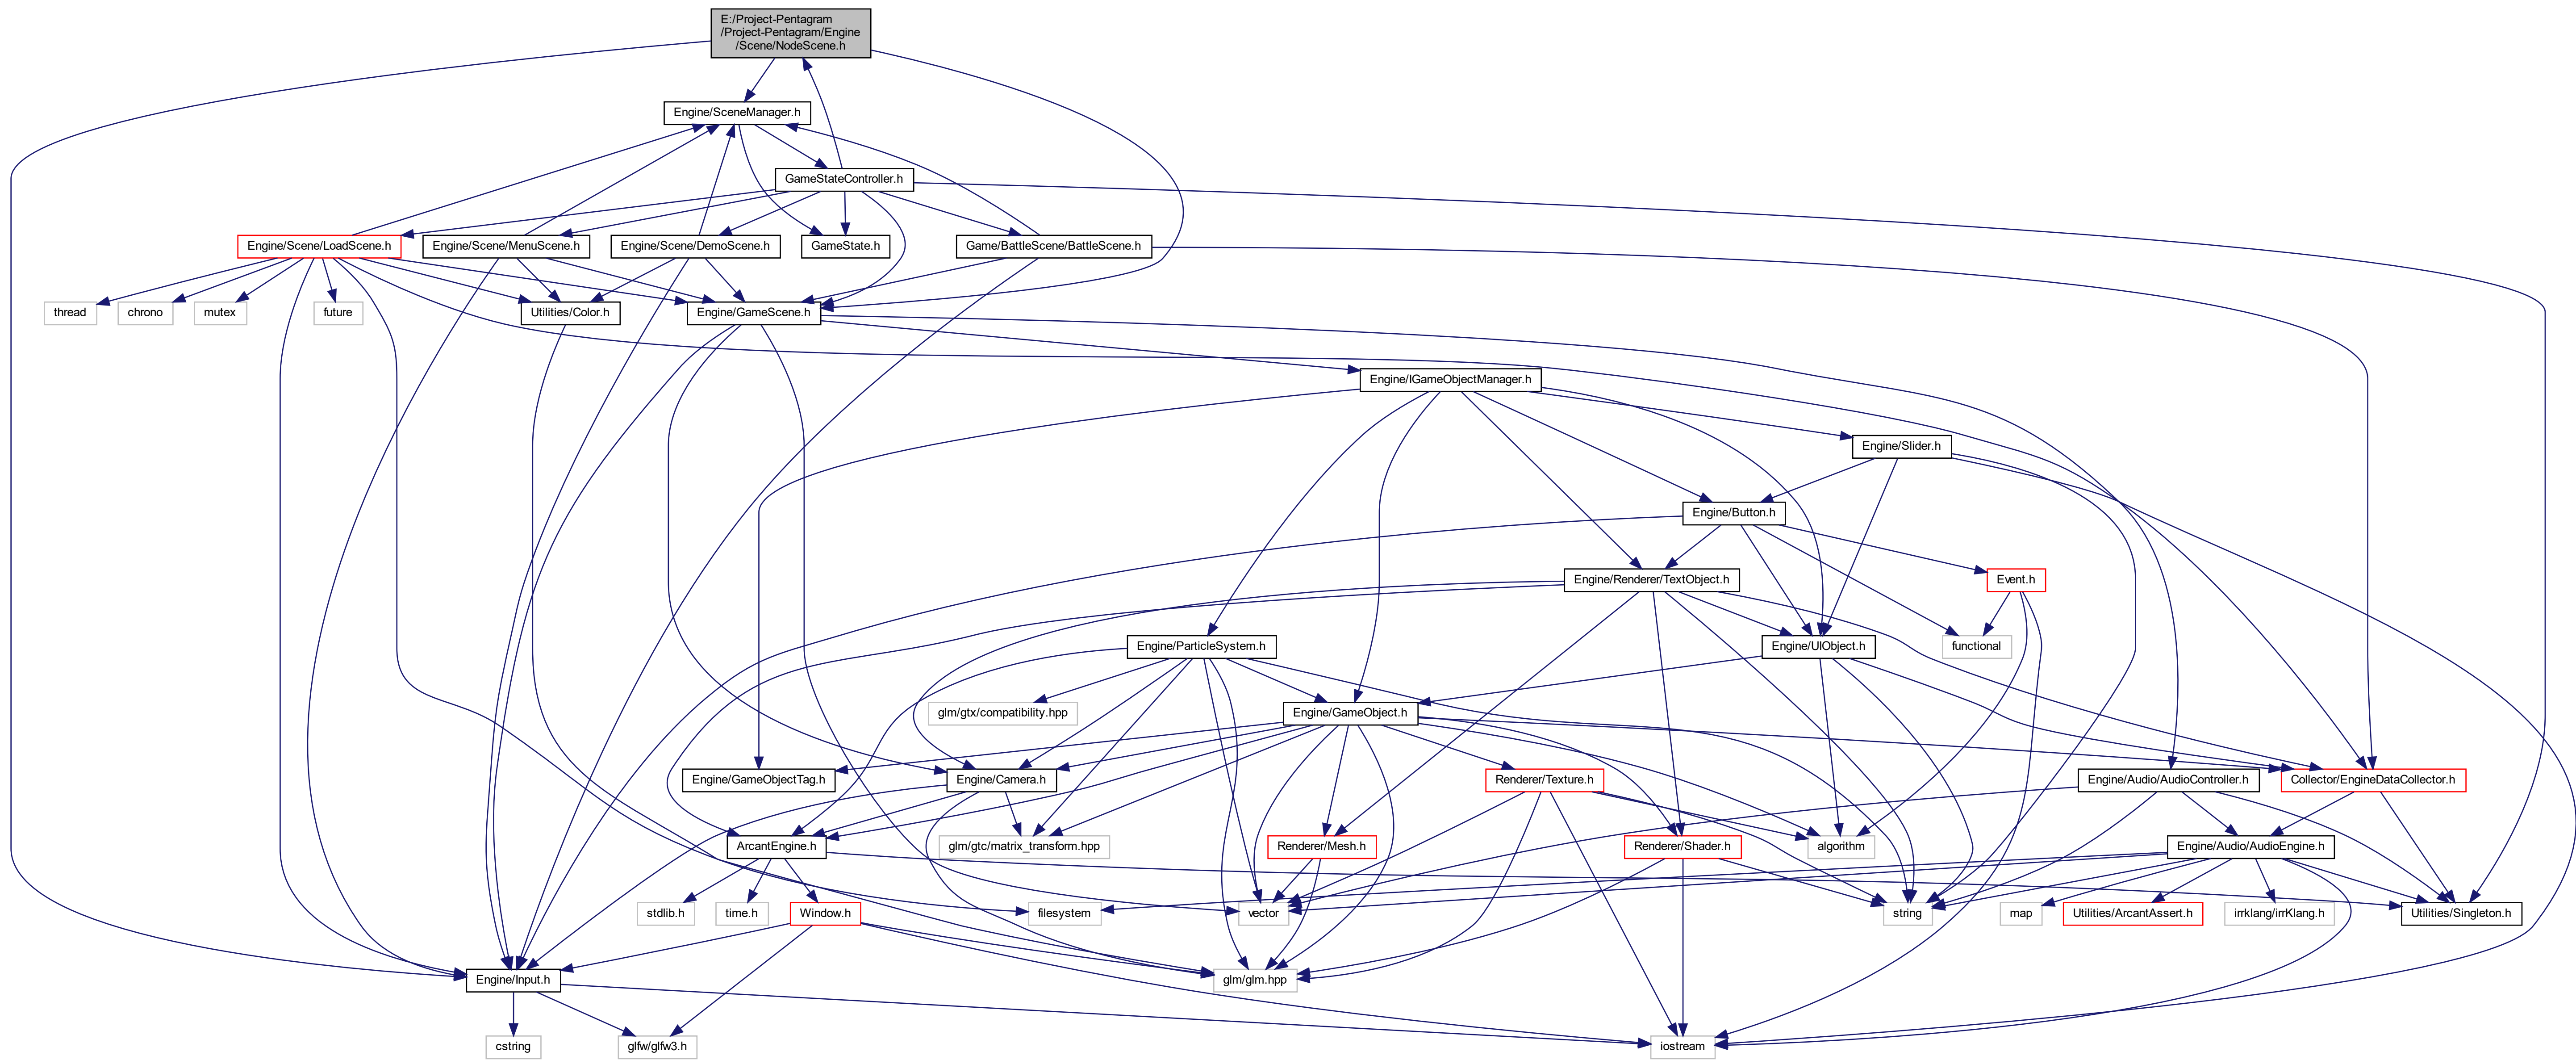 E:/Project-Pentagram
/Project-Pentagram/Engine
/Scene/NodeScene.h
Engine/SceneManager.h
GameStateController.h
Engine/Scene/LoadScene.h
Engine/Scene/MenuScene.h
Engine/Scene/DemoScene.h
GameState.h
Game/BattleScene/BattleScene.h
thread
chrono
mutex
future
Utilities/Color.h
Engine/GameScene.h
Engine/IGameObjectManager.h
Engine/Slider.h
Engine/Button.h
Engine/Renderer/TextObject.h
Event.h
Engine/ParticleSystem.h
Engine/UIObject.h
functional
glm/gtx/compatibility.hpp
Engine/GameObject.h
Engine/GameObjectTag.h
Engine/Camera.h
Renderer/Texture.h
Engine/Audio/AudioController.h
Collector/EngineDataCollector.h
ArcantEngine.h
glm/gtc/matrix_transform.hpp
Renderer/Mesh.h
Renderer/Shader.h
algorithm
Engine/Audio/AudioEngine.h
stdlib.h
time.h
Window.h
filesystem
vector
string
map
Utilities/ArcantAssert.h
irrklang/irrKlang.h
Utilities/Singleton.h
Engine/Input.h
glm/glm.hpp
cstring
glfw/glfw3.h
iostream